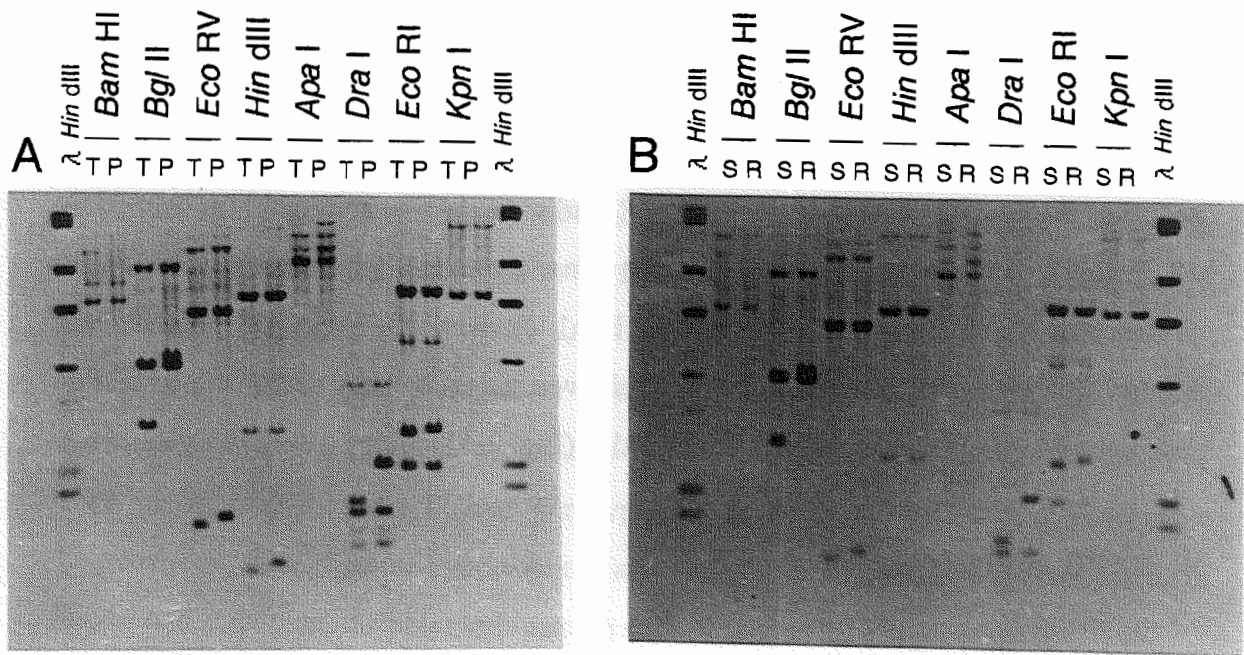 A
λ Hin dIII
Bam HI
Bgl II
Eco RV
Hin dIII
Apa I
Dra I
Eco RI
Kpn I
λ Hin dIII
T P T P T P T P T P T P T P T P
B
λ Hin dIII
Bam HI
Bgl II
Eco RV
Hin dIII
Apa I
Dra I
Eco RI
Kpn I
λ Hin dIII
S R S R S R S R S R S R S R S R